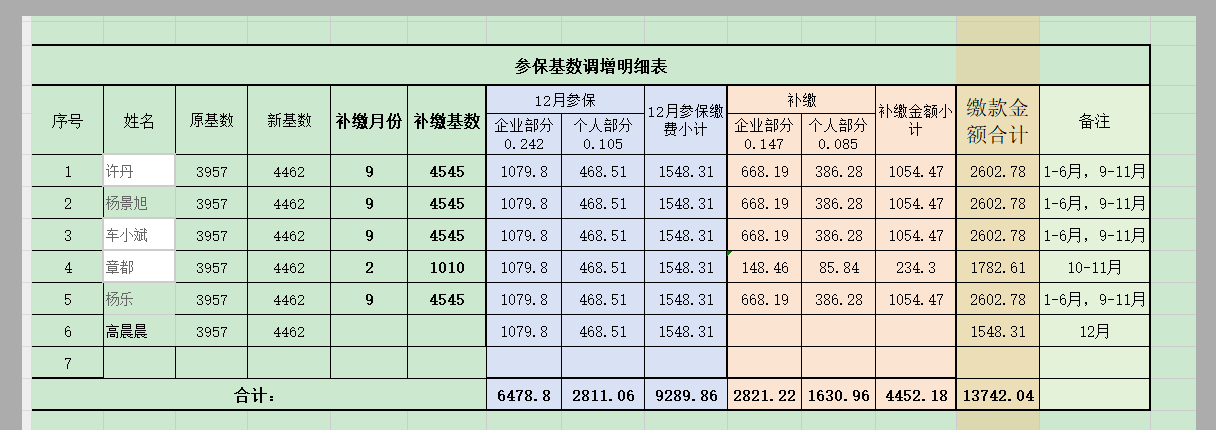 参保基数调增明细表
序号 姓名 原基数 新基数 补缴月份 补缴基数 12月参保 12月参保缴费小计 补缴 补缴金额小计 缴款金额合计 备注
企业部分 0.242 个人部分 0.105 企业部分 0.147 个人部分 0.085
1 许丹 3957 4462 9 4545 1079.8 468.51 1548.31 668.19 386.28 1054.47 2602.78 1-6月，9-11月
2 杨景旭 3957 4462 9 4545 1079.8 468.51 1548.31 668.19 386.28 1054.47 2602.78 1-6月，9-11月
3 车小斌 3957 4462 9 4545 1079.8 468.51 1548.31 668.19 386.28 1054.47 2602.78 1-6月，9-11月
4 章都 3957 4462 2 1010 1079.8 468.51 1548.31 148.46 85.84 234.3 1782.61 10-11月
5 杨乐 3957 4462 9 4545 1079.8 468.51 1548.31 668.19 386.28 1054.47 2602.78 1-6月，9-11月
6 高晨晨 3957 4462 1079.8 468.51 1548.31 1548.31 12月
7
合计： 6478.8 2811.06 9289.86 2821.22 1630.96 4452.18 13742.04